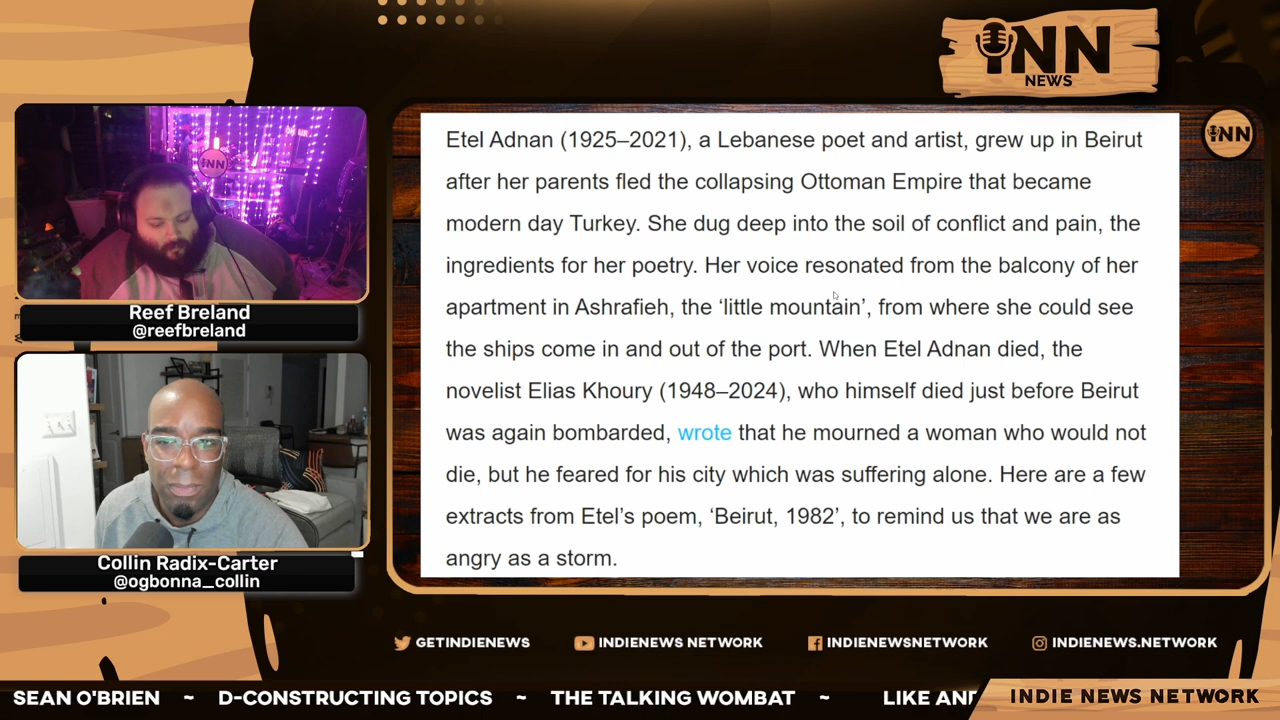 INN
NEWS
INN
INN
Etel Adnan (1925–2021), a Lebanese poet and artist, grew up in Beirut
after her parents fled the collapsing Ottoman Empire that became
modern day Turkey. She dug deep into the soil of conflict and pain, the
ingredients for her poetry. Her voice resonated from the balcony of her
apartment in Ashrafieh, the ‘little mountain’, from where she could see
the ships come in and out of the port. When Etel Adnan died, the
novelist Elias Khoury (1948–2024), who himself died just before Beirut
was again bombarded, wrote that he mourned a woman who would not
die, but he feared for his city which was suffering alone. Here are a few
extracts from Etel’s poem, ‘Beirut, 1982’, to remind us that we are as
angry as a storm.
Reef Breland
@reefbreland
Collin Radix-Carter
@ogbonna_collin
GETINDIENEWS
INDIENEWS NETWORK
INDIENEWSNETWORK
INDIENEWS.NETWORK
SEAN O'BRIEN ~ D-CONSTRUCTING TOPICS ~ THE TALKING WOMBAT ~ LIKE AND
INDIE NEWS NETWORK